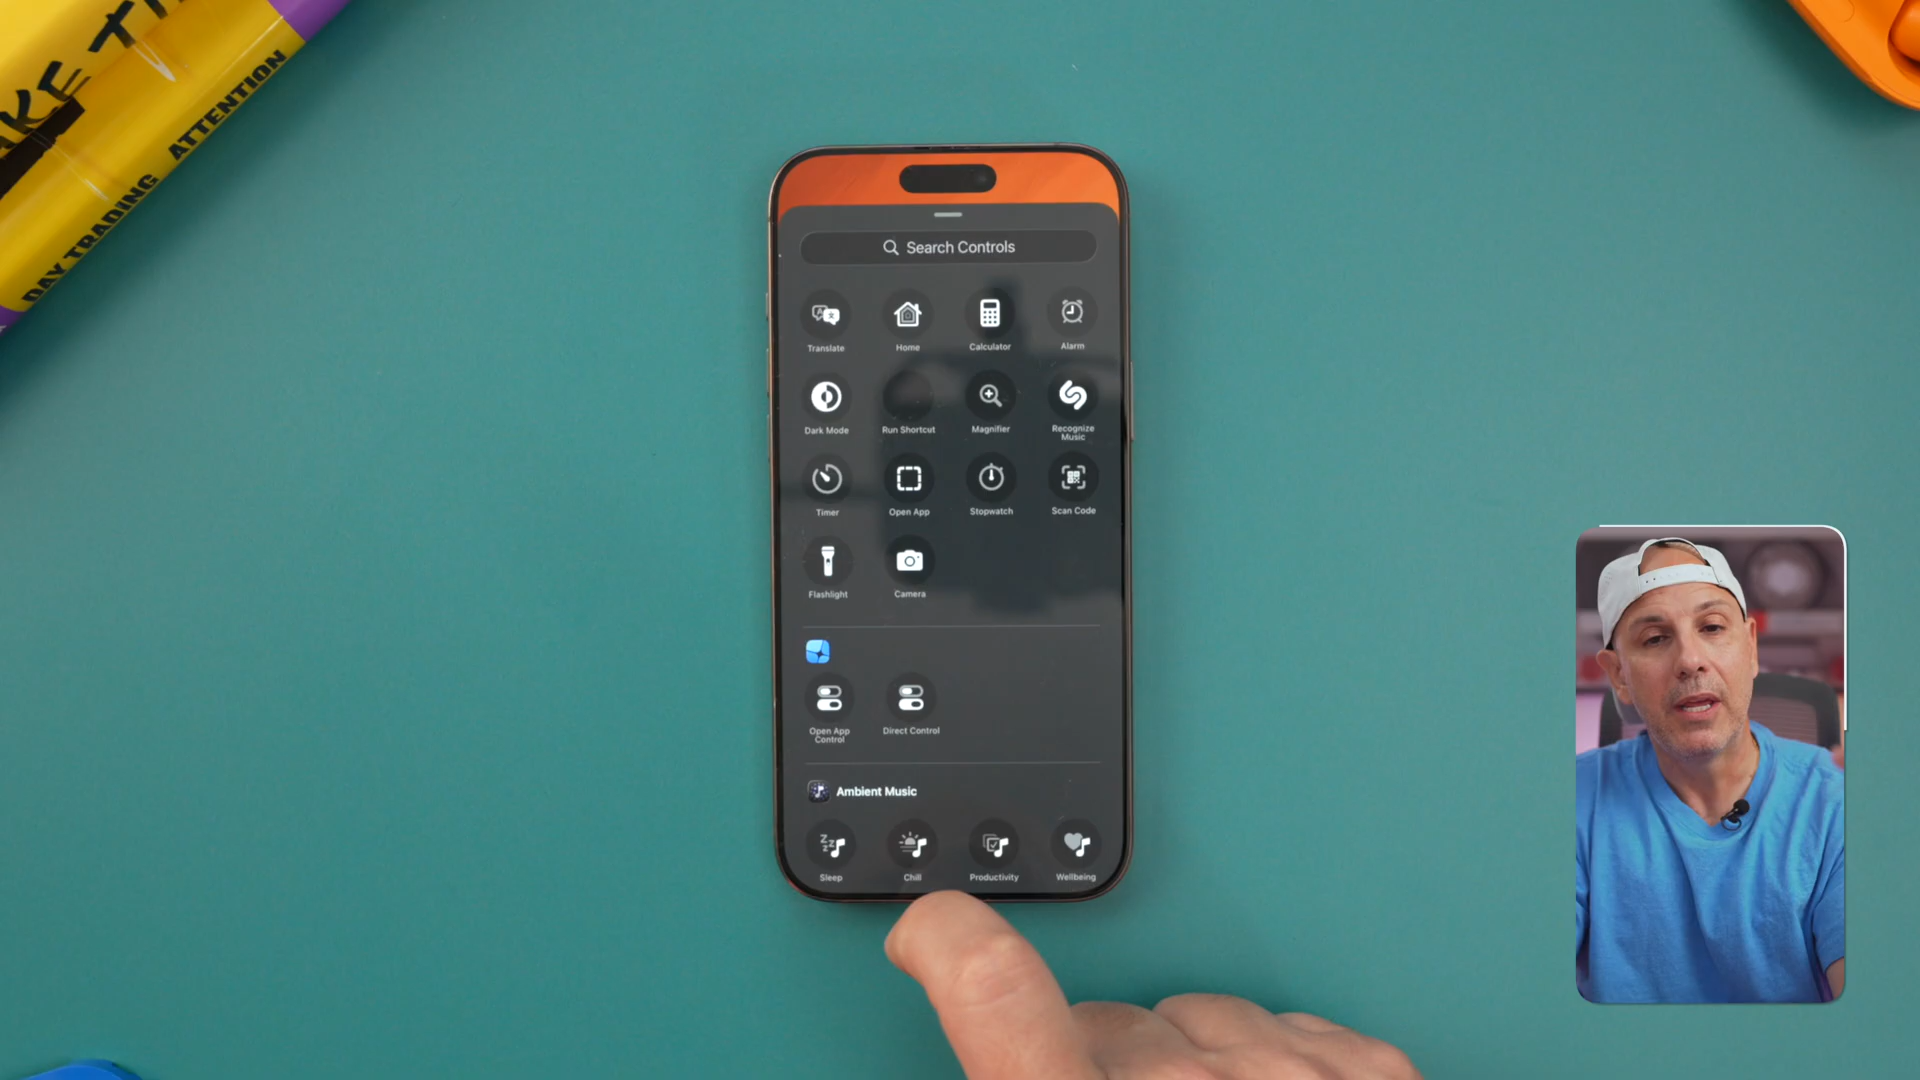 ATTENTION
DAY TRADING
Search Controls
Translate
Home
Calculator
Alarm
Dark Mode
Run Shortcut
Magnifier
Recognize
Music
Timer
Open App
Stopwatch
Scan Code
Flashlight
Camera
Open App
Control
Direct Control
Ambient Music
Sleep
Chill
Productivity
Wellbeing